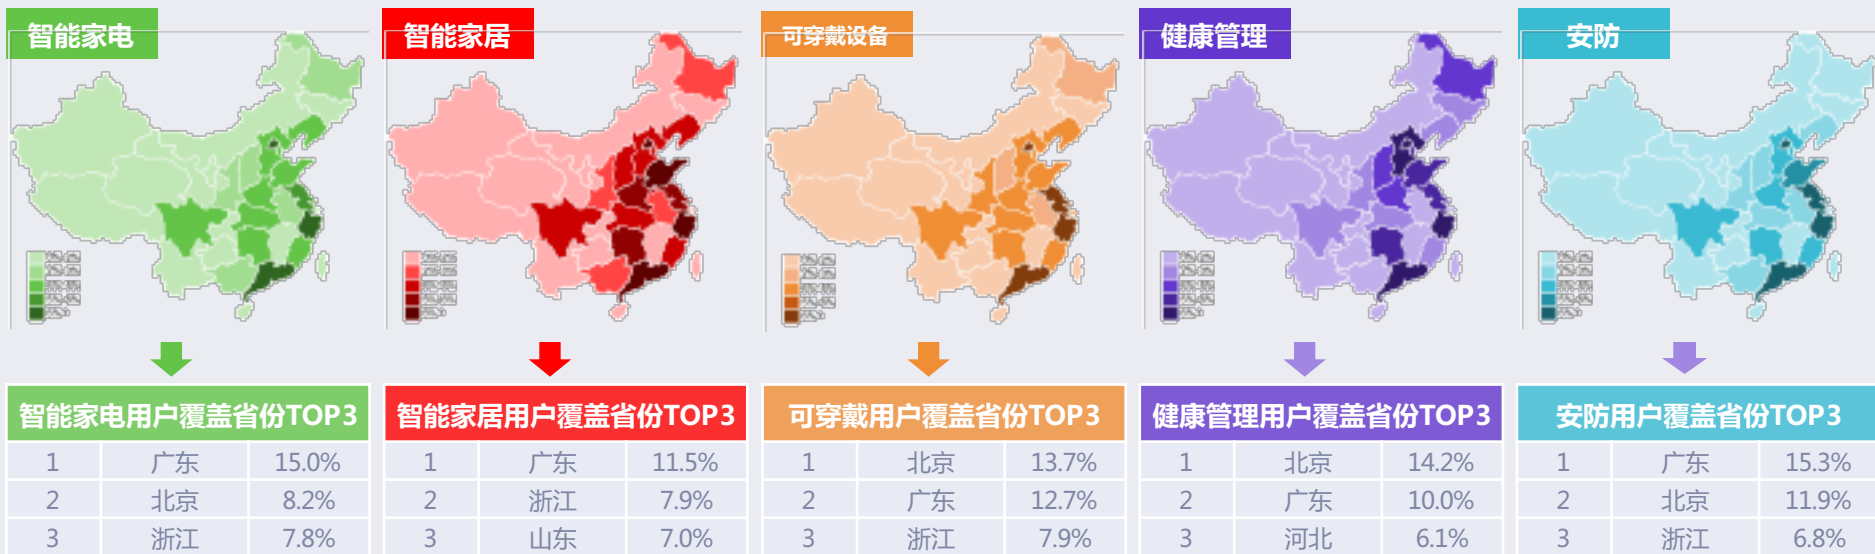 智能家电
智能家居
可穿戴设备
健康管理
安防
智能家电用户覆盖省份TOP3
1 广东 15.0%
2 北京 8.2%
3 浙江 7.8%
智能家居用户覆盖省份TOP3
1 广东 11.5%
2 浙江 7.9%
3 山东 7.0%
可穿戴用户覆盖省份TOP3
1 北京 13.7%
2 广东 12.7%
3 浙江 7.9%
健康管理用户覆盖省份TOP3
1 北京 14.2%
2 广东 10.0%
3 河北 6.1%
安防用户覆盖省份TOP3
1 广东 15.3%
2 北京 11.9%
3 浙江 6.8%